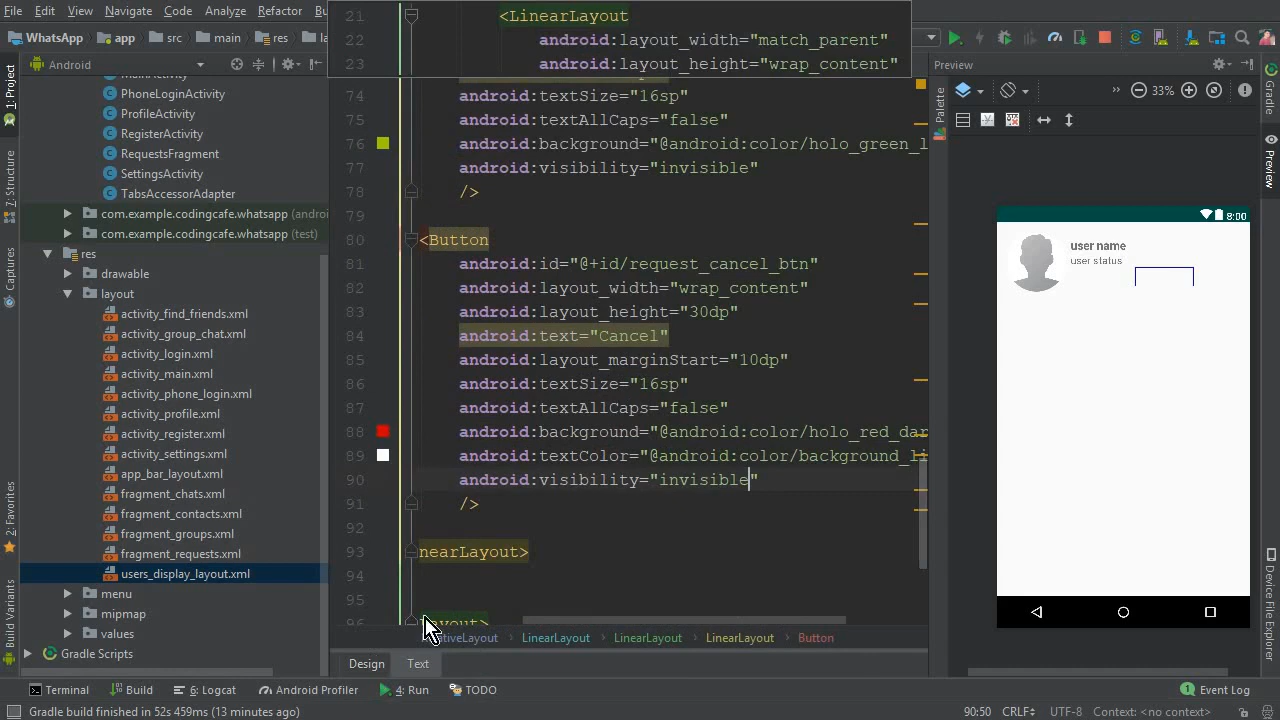 File Edit View Navigate Code Analyze Refactor
21 <LinearLayout
22 android:layout_width="match_parent"
23 android:layout_height="wrap_content"
WhatsApp app src main res
Android
Preview
33%
1: Project
7: Structure
Captures
2: Favorites
Build Variants
PhoneLoginActivity
ProfileActivity
RegisterActivity
RequestsFragment
SettingsActivity
TabsAccessorAdapter
com.example.codingcafe.whatsapp (androi
com.example.codingcafe.whatsapp (test)
res
drawable
layout
activity_find_friends.xml
activity_group_chat.xml
activity_login.xml
activity_main.xml
activity_phone_login.xml
activity_profile.xml
activity_register.xml
activity_settings.xml
app_bar_layout.xml
fragment_chats.xml
fragment_contacts.xml
fragment_groups.xml
fragment_requests.xml
users_display_layout.xml
menu
mipmap
values
Gradle Scripts
74 android:textSize="16sp"
75 android:textAllCaps="false"
76 android:background="@android:color/holo_green_l
77 android:visibility="invisible"
78 />
79
80 <Button
81 android:id="@+id/request_cancel_btn"
82 android:layout_width="wrap_content"
83 android:layout_height="30dp"
84 android:text="Cancel"
85 android:layout_marginStart="10dp"
86 android:textSize="16sp"
87 android:textAllCaps="false"
88 android:background="@android:color/holo_red_dar
89 android:textColor="@android:color/background_li
90 android:visibility="invisible"
91 />
92
93 nearLayout>
94
95
96 layout>
Palette
8:00
user name
user status
Gradle
Preview
Device File Explorer
LinearLayout LinearLayout LinearLayout Button
Design Text
Terminal Build 6: Logcat Android Profiler 4: Run TODO Event Log
Gradle build finished in 52s 459ms (13 minutes ago) 90:50 CRLF UTF-8 Context: <no context>